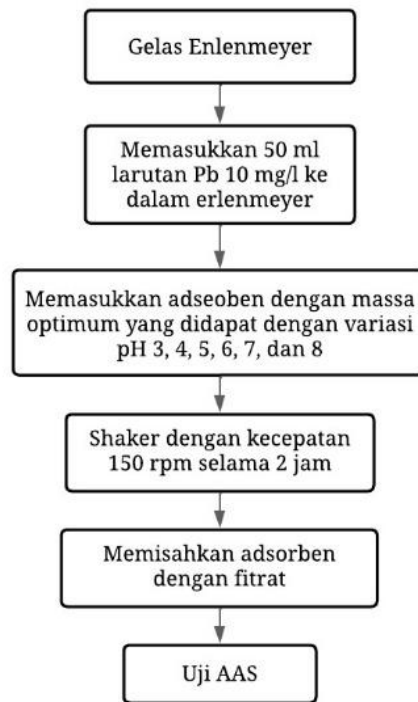 Gelas Enlenmeyer
Memasukkan 50 ml
larutan Pb 10 mg/l ke
dalam erlenmeyer
Memasukkan adseoben dengan massa
optimum yang didapat dengan variasi
pH 3, 4, 5, 6, 7, dan 8
Shaker dengan kecepatan
150 rpm selama 2 jam
Memisahkan adsorben
dengan fitrat
Uji AAS